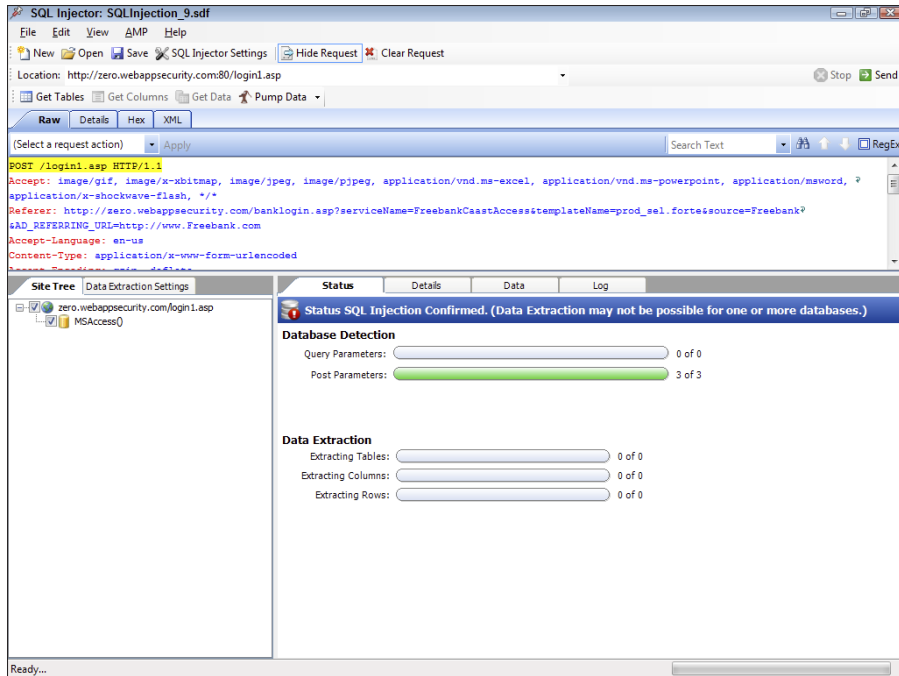 SQL Injector: SQLInjection_9.sdf
File Edit View AMP Help
New Open Save SQL Injector Settings Hide Request Clear Request
Location: http://zero.webappsecurity.com:80/login1.asp Stop Send
Get Tables Get Columns Get Data Pump Data
Raw Details Hex XML
(Select a request action) Apply Search Text RegEx
POST /login1.asp HTTP/1.1
Accept: image/gif, image/x-xbitmap, image/jpeg, image/pjpeg, application/vnd.ms-excel, application/vnd.ms-powerpoint, application/msword,
application/x-shockwave-flash, */*
Referer: http://zero.webappsecurity.com/banklogin.asp?serviceName=FreebankCaastAccess&templateName=prod_sel.forte&source=Freebank
&AD_REFERRING_URL=http://www.Freebank.com
Accept-Language: en-us
Content-Type: application/x-www-form-urlencoded
Site Tree Data Extraction Settings Status Details Data Log
zero.webappsecurity.com/login1.asp
MSAccess()
Status SQL Injection Confirmed. (Data Extraction may not be possible for one or more databases.)
Database Detection
Query Parameters: 0 of 0
Post Parameters: 3 of 3
Data Extraction
Extracting Tables: 0 of 0
Extracting Columns: 0 of 0
Extracting Rows: 0 of 0
Ready...